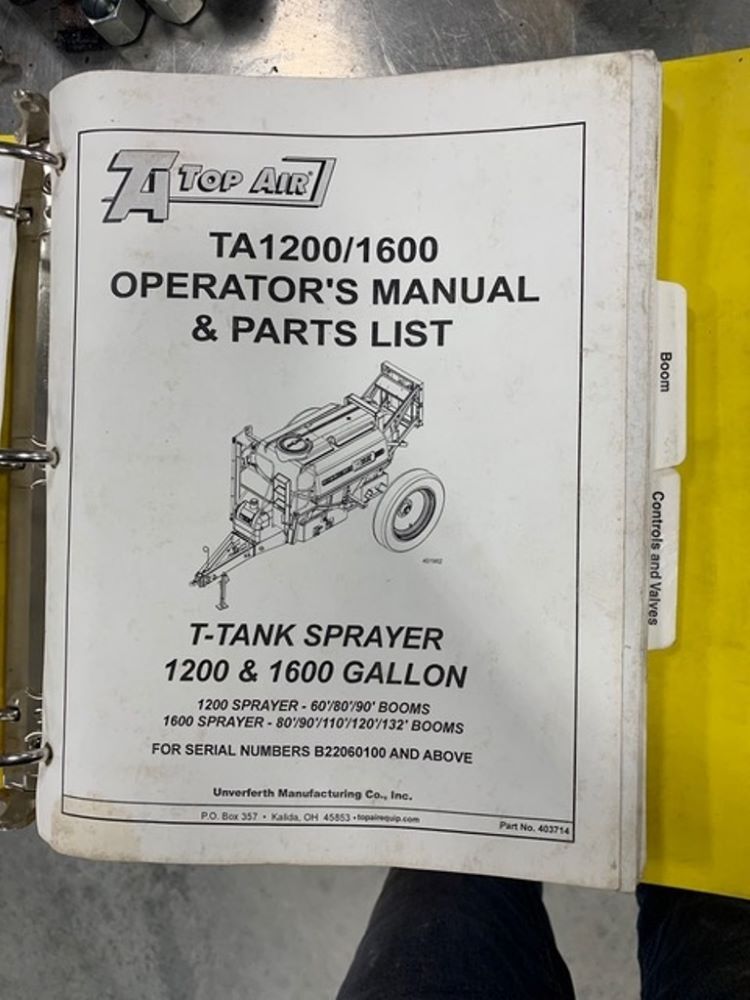 TA TOP AIR®
TA1200/1600
OPERATOR'S MANUAL
& PARTS LIST
T-TANK SPRAYER
1200 & 1600 GALLON
1200 SPRAYER - 60'/80'/90' BOOMS
1600 SPRAYER - 80'/90'/110'/120'/132' BOOMS
FOR SERIAL NUMBERS B22060100 AND ABOVE
Unverferth Manufacturing Co., Inc.
P.O. Box 357 • Kalida, OH 45853 • topairequip.com
Part No. 403714
Boom
Controls and Valves